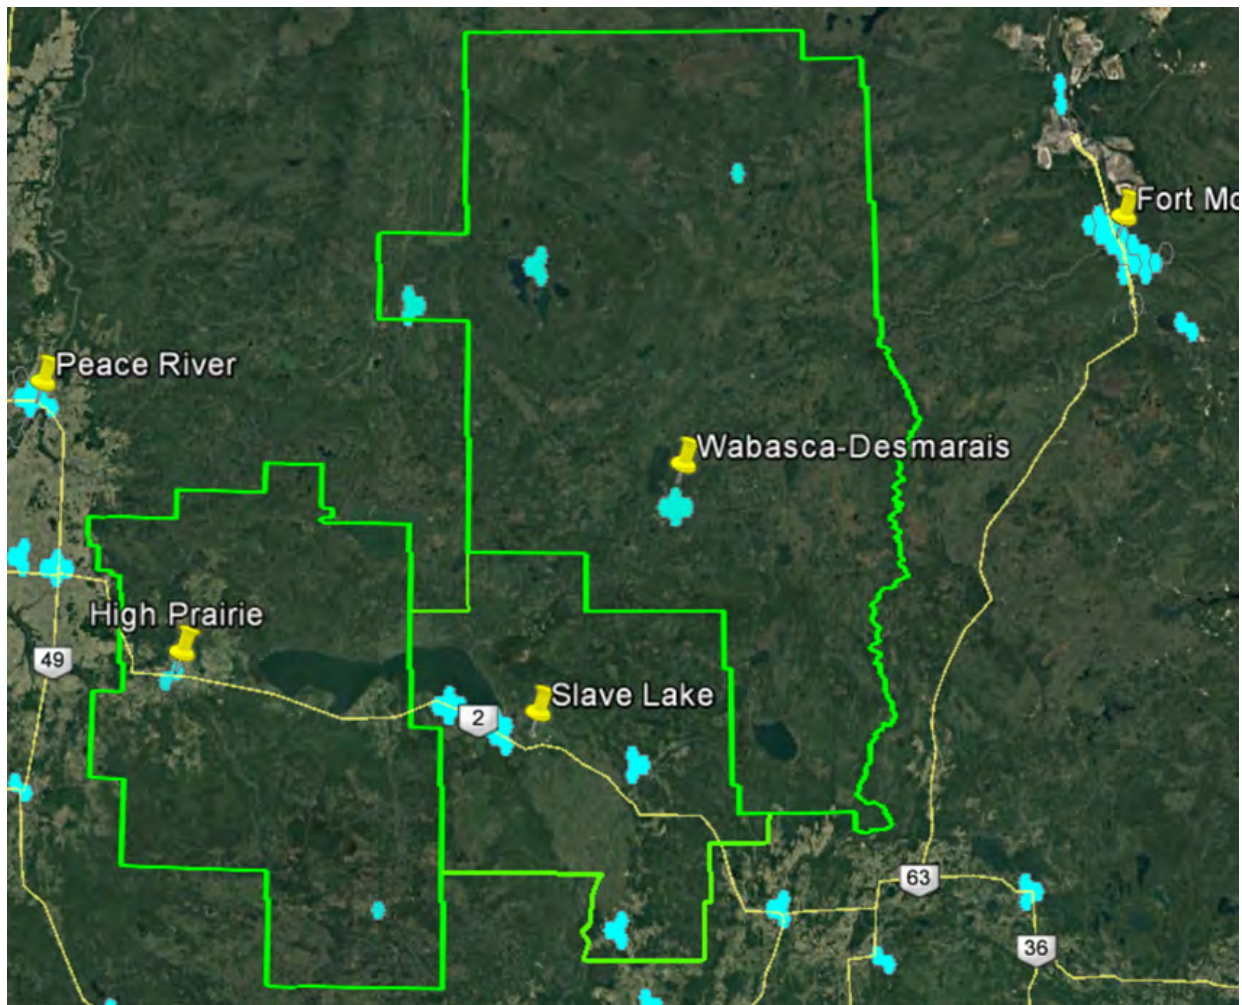 Fort Mc
Peace River
Wabasca-Desmarais
High Prairie
49
Slave Lake
2
63
36